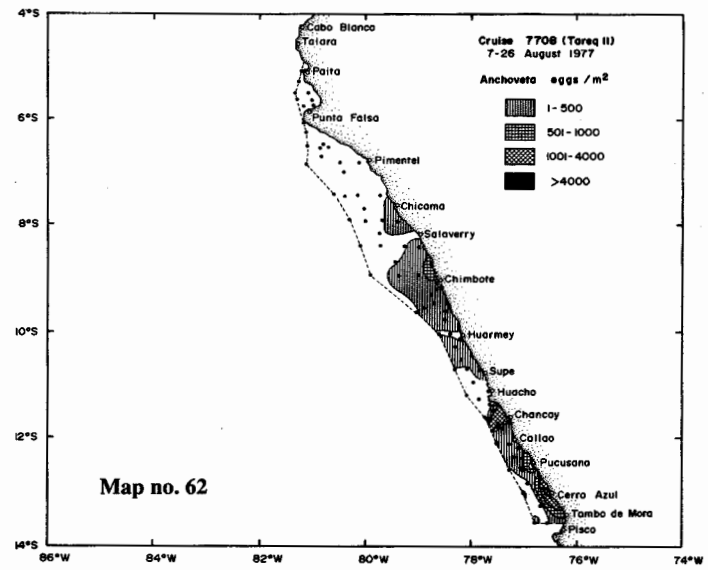 4°S
6°S
8°S
10°S
12°S
14°S
86°W
84°W
82°W
80°W
78°W
76°W
74°W
Cruise 7708 (Tareq II)
7-26 August 1977
Anchoveta eggs /m²
1-500
501-1000
1001-4000
>4000
Cabo Blanco
Talara
Paita
Punta Falsa
Pimentel
Chicama
Salaverry
Chimbote
Huarmey
Supe
Huacho
Chancay
Callao
Pucusana
Cerro Azul
Tambo de Mora
Pisco
Map no. 62